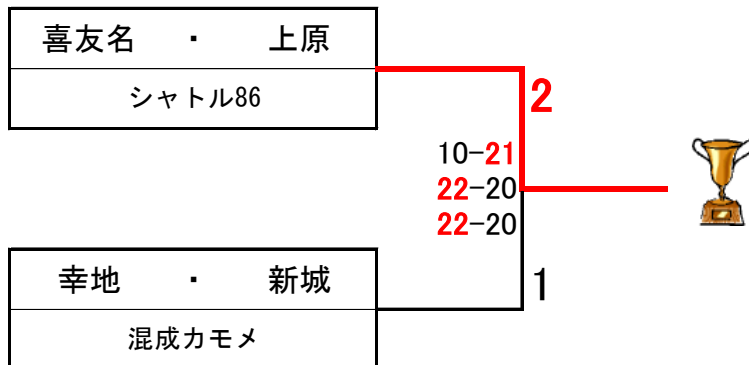 喜友名 ・ 上原
シャトル86
2
10-21
22-20
22-20
幸地 ・ 新城
1
混成カモメ